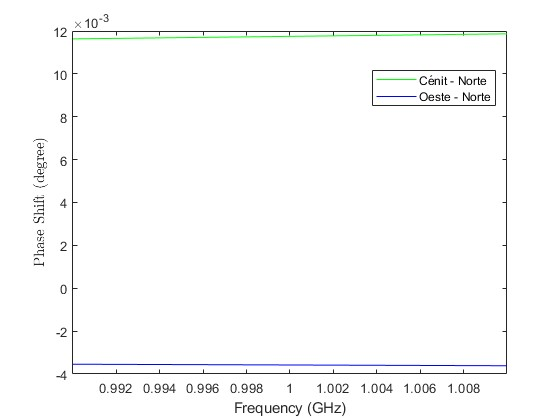 ×10⁻³
12
10
8
6
4
2
0
-2
-4
Phase Shift (degree)
Cénit - Norte
Oeste - Norte
0.992 0.994 0.996 0.998 1 1.002 1.004 1.006 1.008
Frequency (GHz)